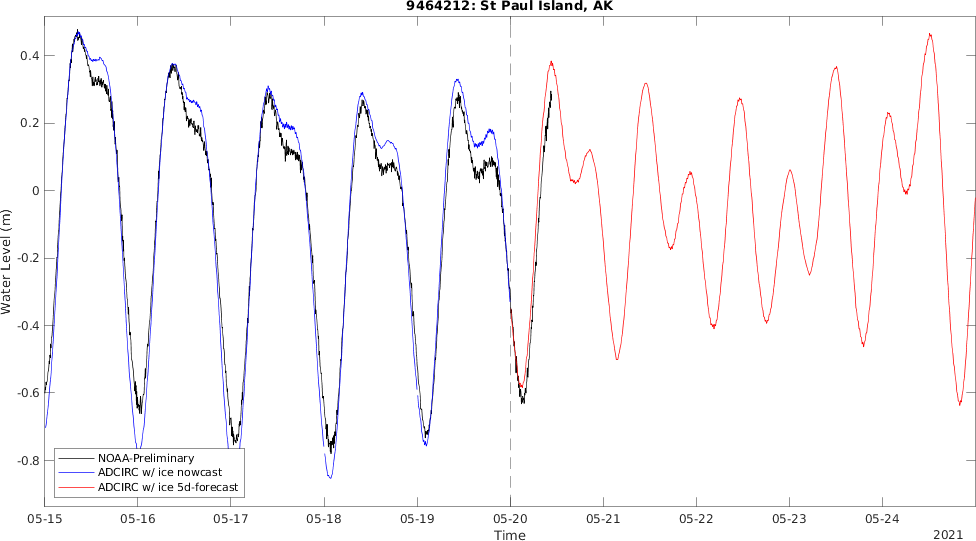 9464212: St Paul Island, AK
Water Level (m)
0.4
0.2
0
-0.2
-0.4
-0.6
-0.8
NOAA-Preliminary
ADCIRC w/ ice nowcast
ADCIRC w/ ice 5d-forecast
05-15 05-16 05-17 05-18 05-19 05-20 05-21 05-22 05-23 05-24
Time
2021